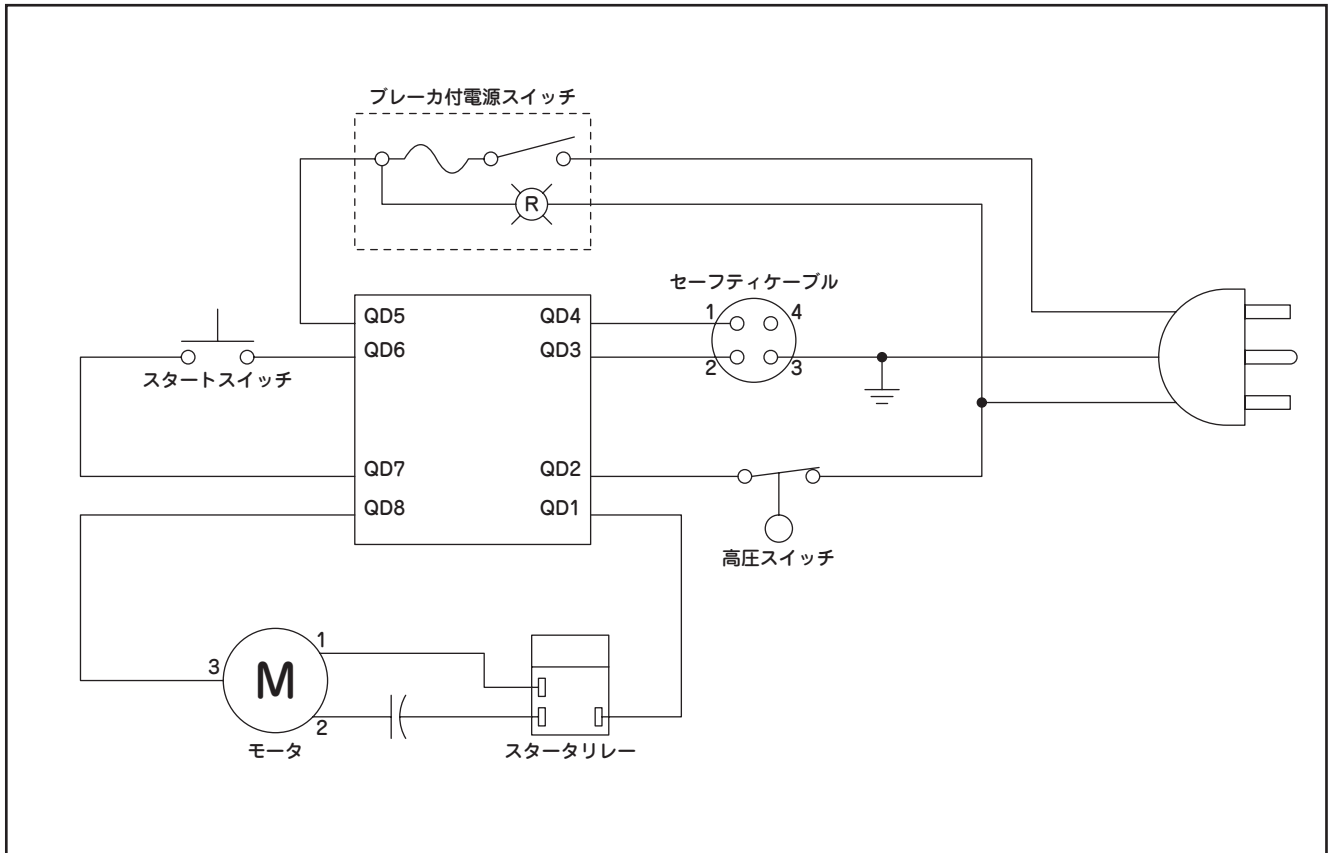 ブレーカ付電源スイッチ
R
セーフティケーブル
1 4
2 3
QD5 QD4
QD6 QD3
スタートスイッチ
QD7 QD2
QD8 QD1
高圧スイッチ
1
3 M
2
モータ
スタータリレー